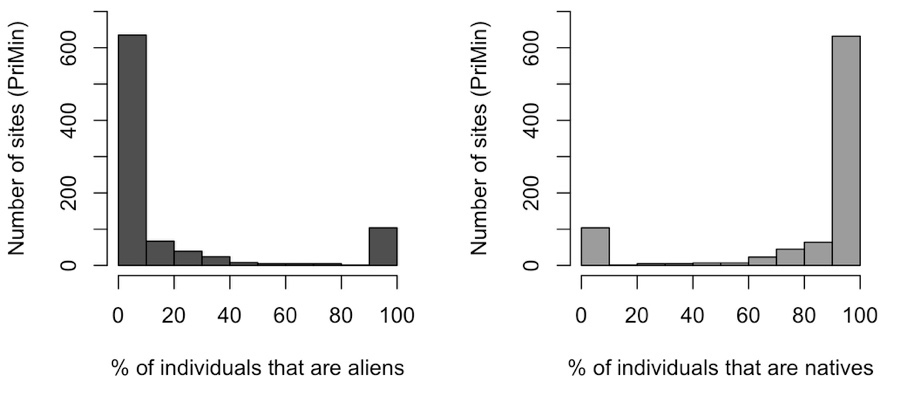 Number of sites (PriMin)
600
400
200
0
0 20 40 60 80 100
% of individuals that are aliens
Number of sites (PriMin)
600
400
200
0
0 20 40 60 80 100
% of individuals that are natives